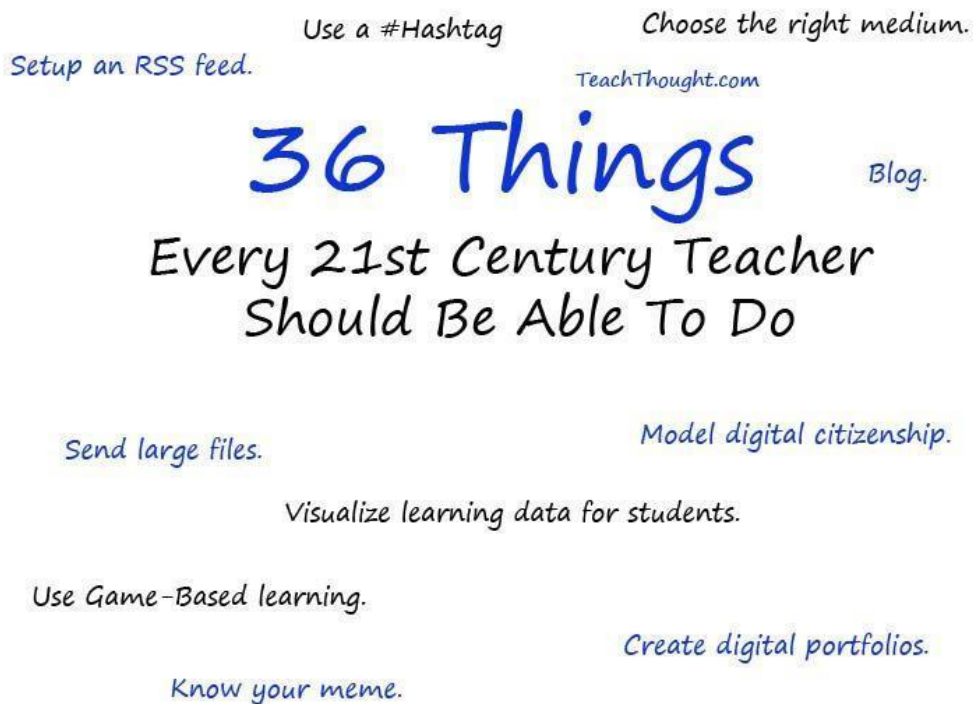 Use a #Hashtag
Choose the right medium.
Setup an RSS feed.
TeachThought.com
36 Things
Blog.
Every 21st Century Teacher
Should Be Able To Do
Send large files.
Model digital citizenship.
Visualize learning data for students.
Use Game-Based learning.
Create digital portfolios.
Know your meme.